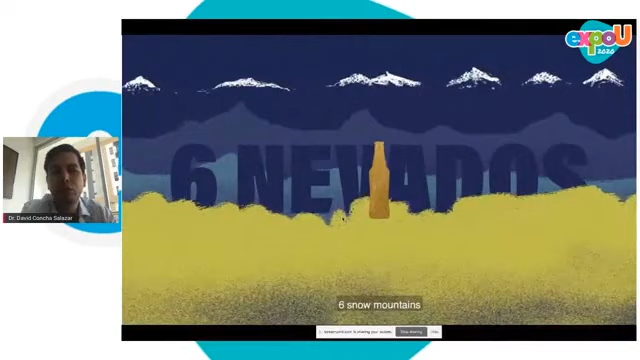 expoU
2020
6 NEVADOS
Dr. David Concha Salazar
6 snow mountains
Stop sharing
Hide